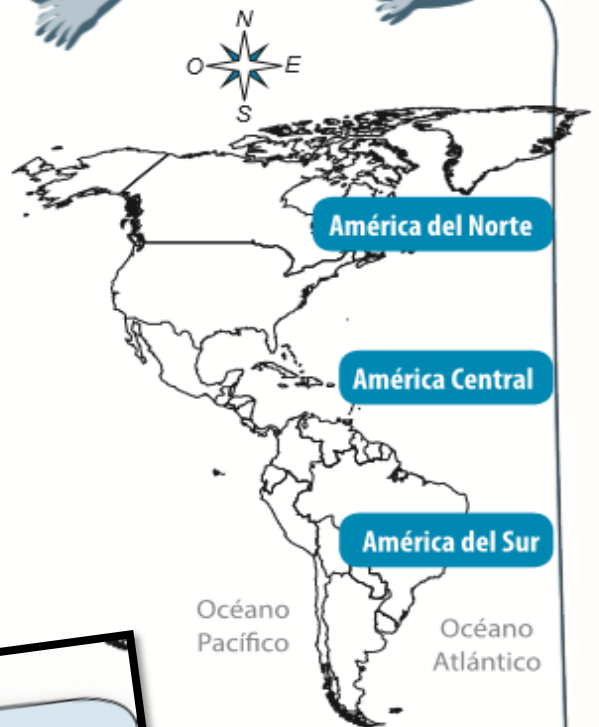 N
O E
S
América del Norte
América Central
América del Sur
Océano
Pacífico
Océano
Atlántico